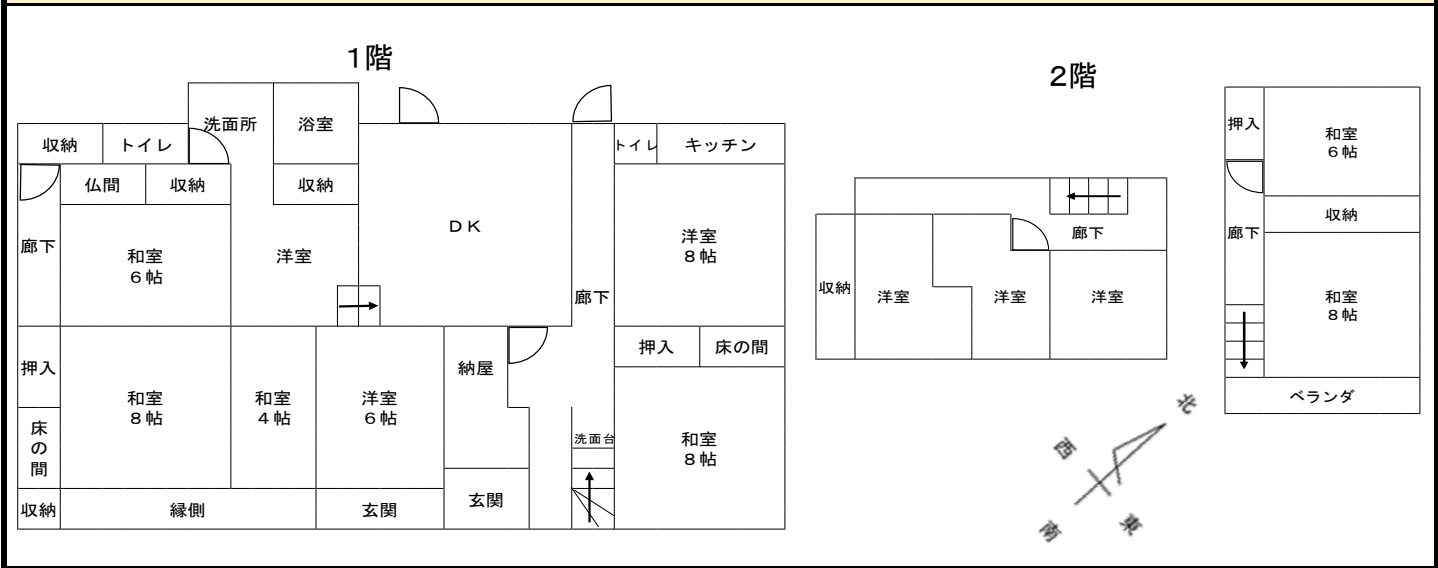 1階
2階
洗面所
浴室
収納
トイレ
トイレ
キッチン
仏間
収納
収納
廊下
和室
6帖
洋室
DK
洋室
8帖
廊下
押入
床の間
押入
和室
8帖
和室
4帖
洋室
6帖
納屋
床の間
洗面台
和室
8帖
収納
縁側
玄関
玄関
廊下
収納
洋室
洋室
洋室
押入
和室
6帖
収納
廊下
和室
8帖
ベランダ
北
西
南
東